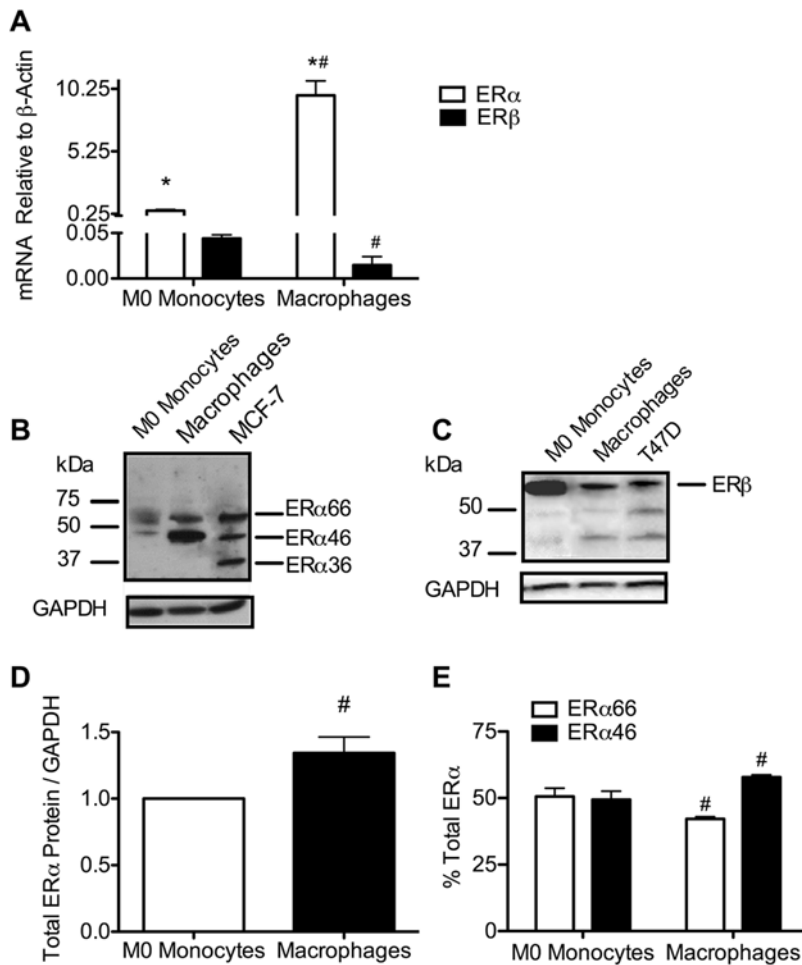 A
mRNA Relative to β-Actin
10.25
5.25
0.25
0.05
0.00
*
*#
#
ERα
ERβ
M0 Monocytes
Macrophages
B
M0 Monocytes
Macrophages
MCF-7
kDa
75
50
37
ERα66
ERα46
ERα36
GAPDH
C
M0 Monocytes
Macrophages
T47D
kDa
50
37
ERβ
GAPDH
D
Total ERα Protein / GAPDH
1.5
1.0
0.5
0.0
#
M0 Monocytes
Macrophages
E
ERα66
ERα46
% Total ERα
75
50
25
0
#
#
M0 Monocytes
Macrophages